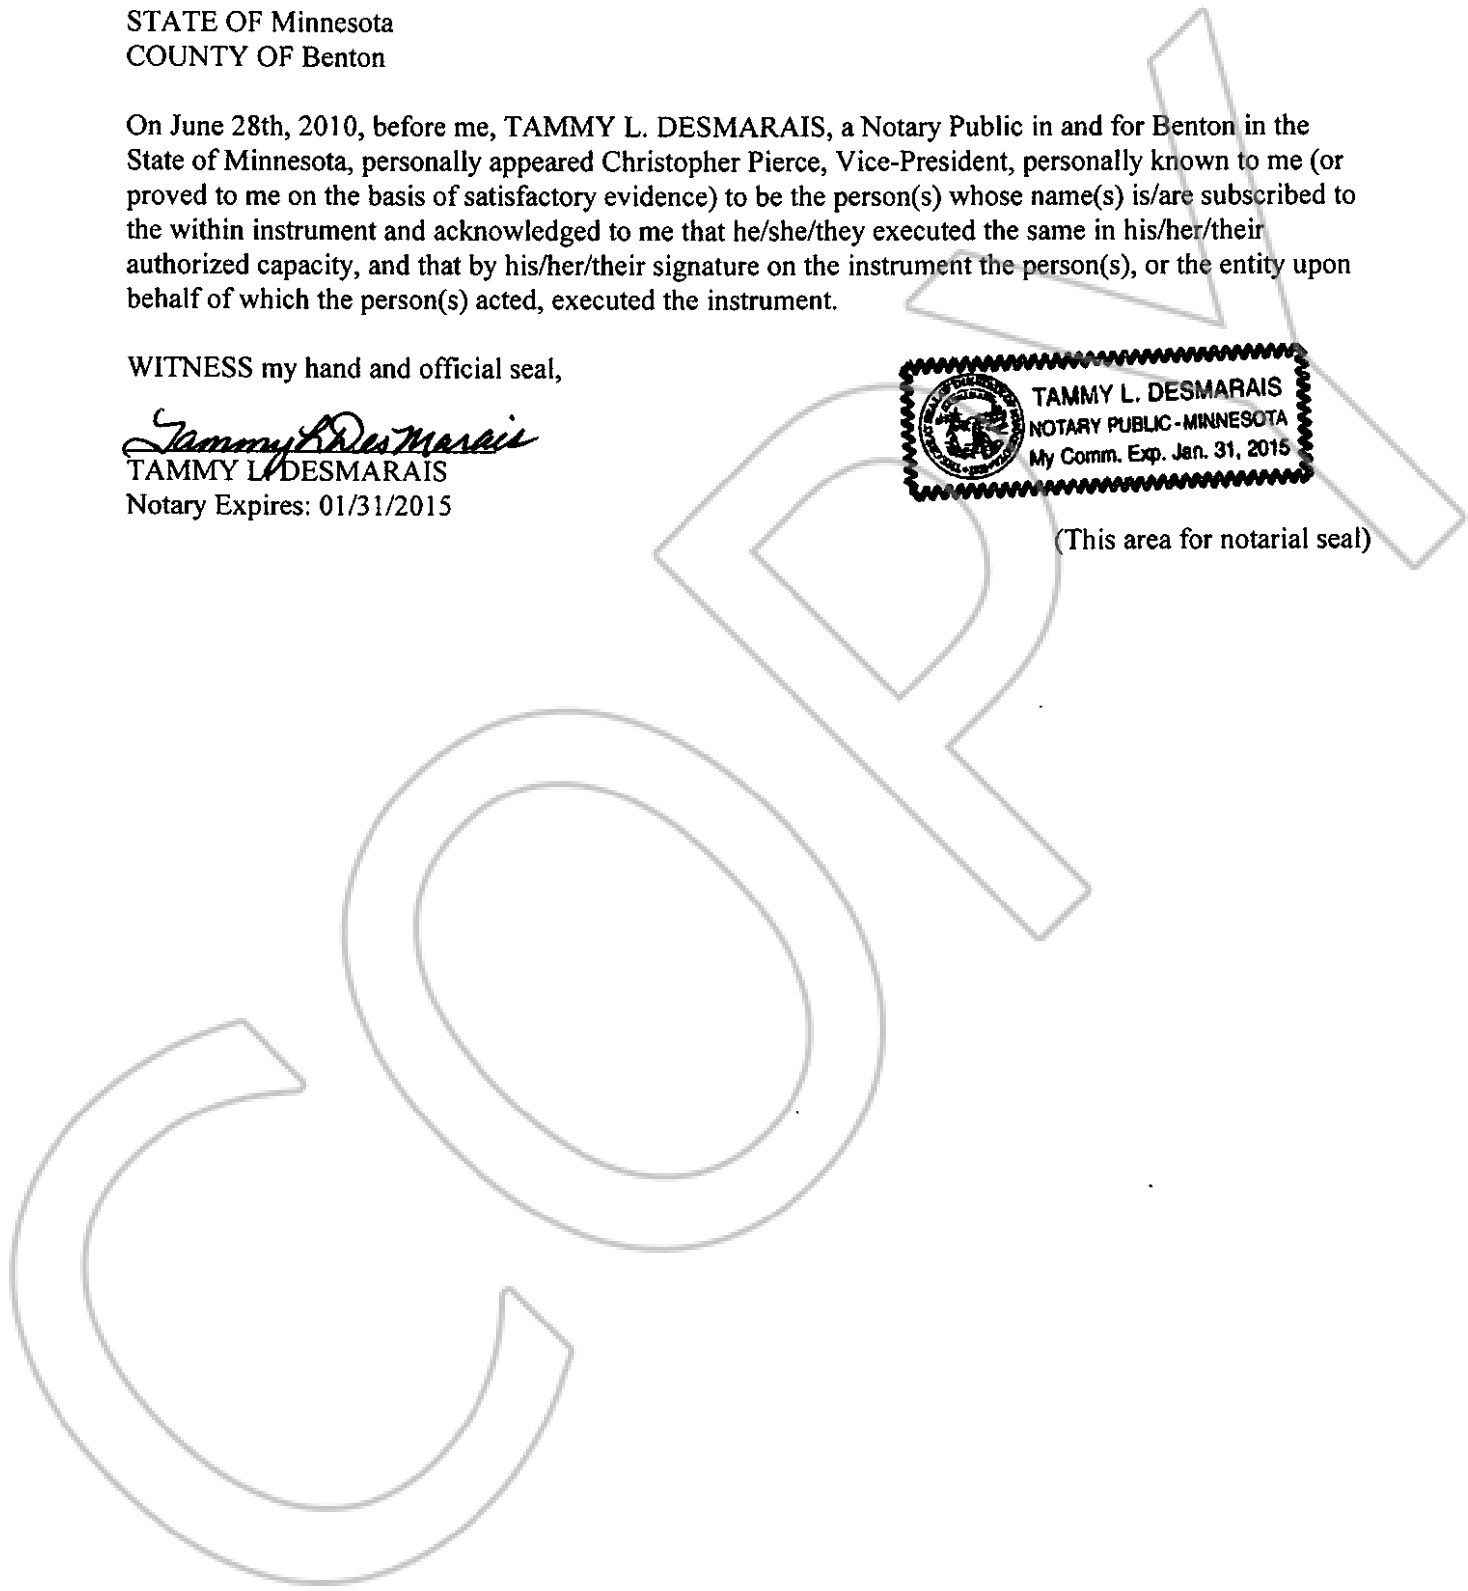 STATE OF Minnesota
COUNTY OF Benton
On June 28th, 2010, before me, TAMMY L. DESMARAIS, a Notary Public in and for Benton in the
State of Minnesota, personally appeared Christopher Pierce, Vice-President, personally known to me (or
proved to me on the basis of satisfactory evidence) to be the person(s) whose name(s) is/are subscribed to
the within instrument and acknowledged to me that he/she/they executed the same in his/her/their
authorized capacity, and that by his/her/their signature on the instrument the person(s), or the entity upon
behalf of which the person(s) acted, executed the instrument.
WITNESS my hand and official seal,
Tammy L DesMarais
TAMMY L. DESMARAIS
Notary Expires: 01/31/2015
TAMMY L. DESMARAIS
NOTARY PUBLIC-MINNESOTA
My Comm. Exp. Jan. 31, 2015
(This area for notarial seal)
COPY